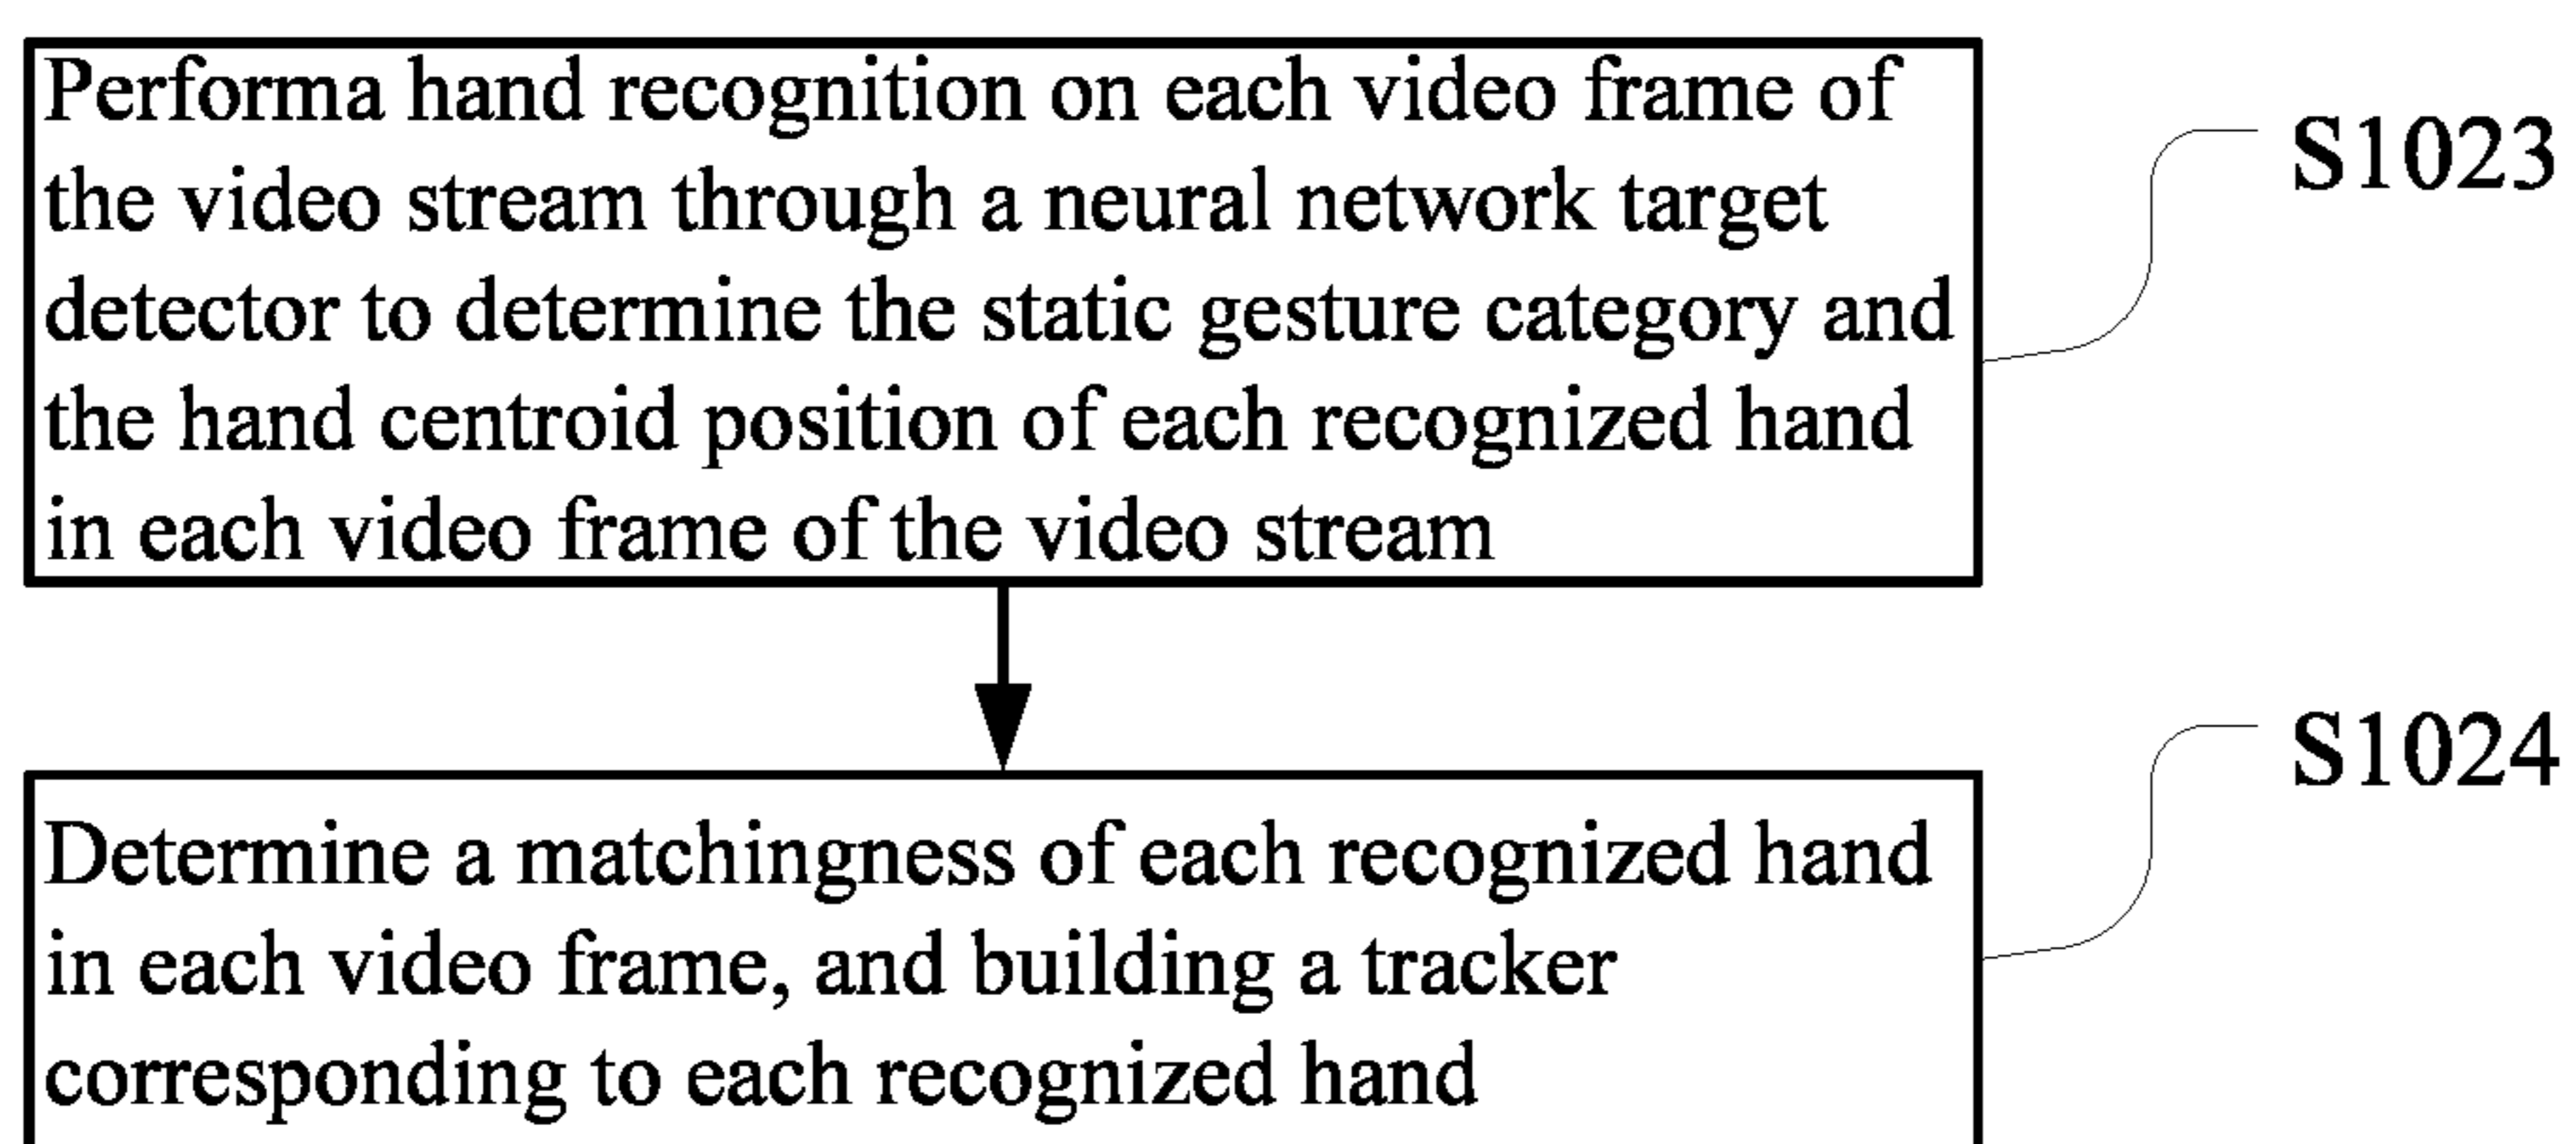 Performa hand recognition on each video frame of
the video stream through a neural network target
detector to determine the static gesture category and
the hand centroid position of each recognized hand
in each video frame of the video stream
S1023
Determine a matchingness of each recognized hand
in each video frame, and building a tracker
corresponding to each recognized hand
S1024